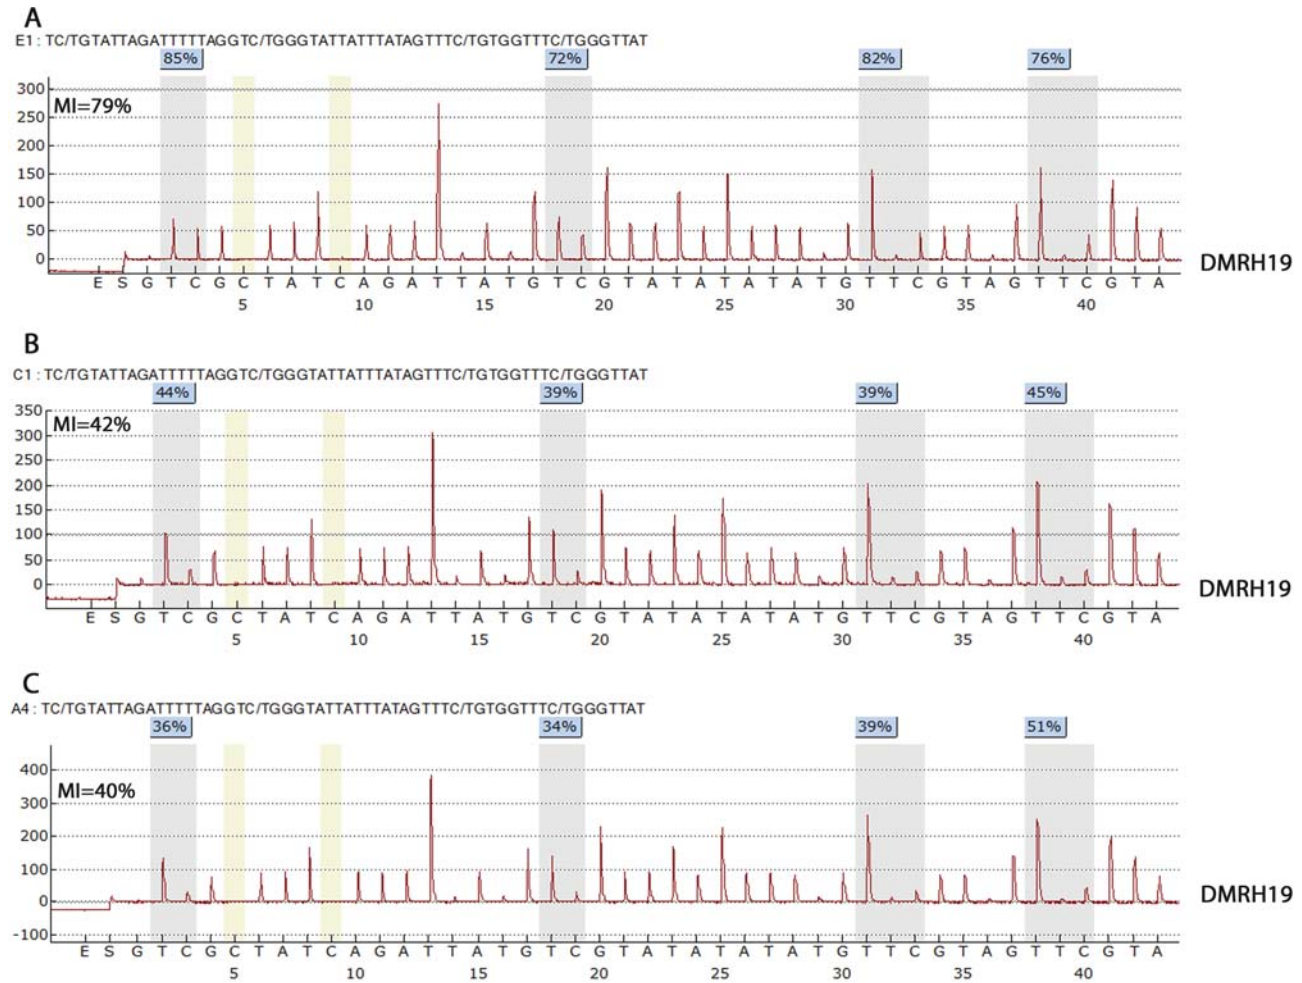 A
E1 : TC/TGTATTAGATTTTTAGGTC/TGGGTATTATTTATAGTTTC/TGTGGTTTC/TGGGTTAT
85% 72% 82% 76%
MI=79%
300
250
200
150
100
50
0
DMRH19
E S G T C G C T A T C A G A T T A T G T C G T A T A T A T A T G T T C G T A G T T C G T A
5 10 15 20 25 30 35 40
B
C1 : TC/TGTATTAGATTTTTAGGTC/TGGGTATTATTTATAGTTTC/TGTGGTTTC/TGGGTTAT
44% 39% 39% 45%
350
MI=42%
300
250
200
150
100
50
0
DMRH19
E S G T C G C T A T C A G A T T A T G T C G T A T A T A T A T G T T C G T A G T T C G T A
5 10 15 20 25 30 35 40
C
A4 : TC/TGTATTAGATTTTTAGGTC/TGGGTATTATTTATAGTTTC/TGTGGTTTC/TGGGTTAT
36% 34% 39% 51%
400
MI=40%
300
200
100
0
DMRH19
-100
E S G T C G C T A T C A G A T T A T G T C G T A T A T A T A T G T T C G T A G T T C G T A
5 10 15 20 25 30 35 40